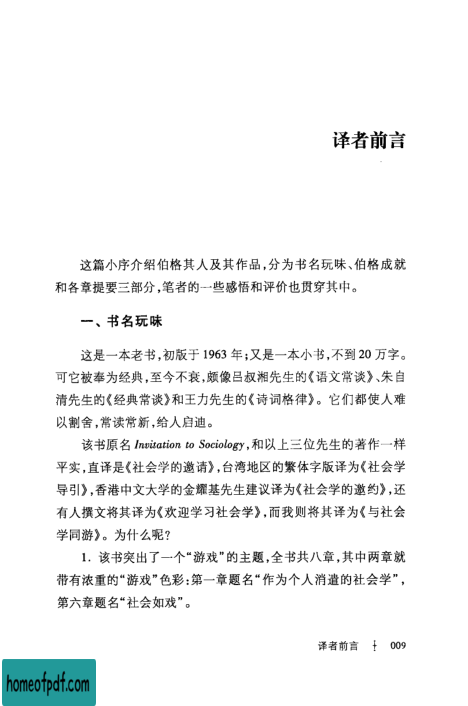 译者前言
这篇小序介绍伯格其人及其作品，分为书名玩味、伯格成就
和各章提要三部分，笔者的一些感悟和评价也贯穿其中。
一、书名玩味
这是一本老书，初版于 1963 年；又是一本小书，不到 20 万字。
可它被奉为经典，至今不衰，颇像吕叔湘先生的《语文常谈》、朱自
清先生的《经典常谈》和王力先生的《诗词格律》。它们都使人难
以割舍，常读常新，给人启迪。
该书原名 Invitation to Sociology，和以上三位先生的著作一样
平实，直译是《社会学的邀请》，台湾地区的繁体字版译为《社会学
导引》，香港中文大学的金耀基先生建议译为《社会学的邀约》，还
有人撰文将其译为《欢迎学习社会学》，而我则将其译为《与社会
学同游》。为什么呢？
1. 该书突出了一个“游戏”的主题，全书共八章，其中两章就
带有浓重的“游戏”色彩：第一章题名“作为个人消遣的社会学”，
第六章题名“社会如戏”。
译者前言 009
homeofpdf.com